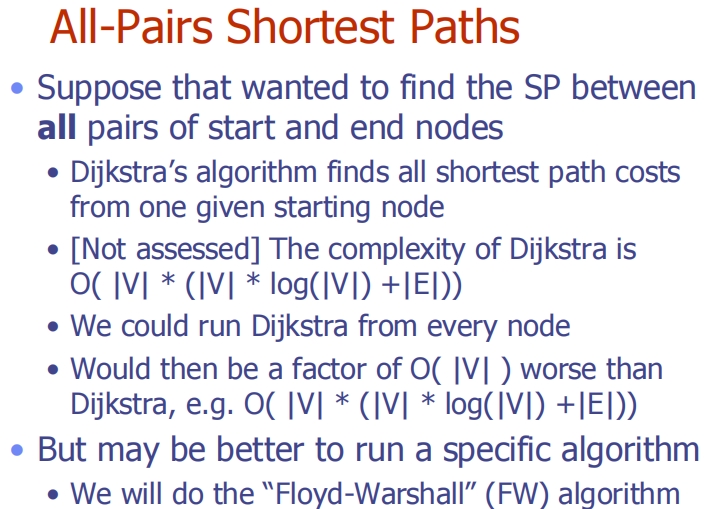 All-Pairs Shortest Paths
• Suppose that wanted to find the SP between
all pairs of start and end nodes
• Dijkstra's algorithm finds all shortest path costs
from one given starting node
• [Not assessed] The complexity of Dijkstra is
O( |V| * (|V| * log(|V|) +|E|))
• We could run Dijkstra from every node
• Would then be a factor of O( |V| ) worse than
Dijkstra, e.g. O( |V| * (|V| * log(|V|) +|E|))
• But may be better to run a specific algorithm
• We will do the “Floyd-Warshall” (FW) algorithm